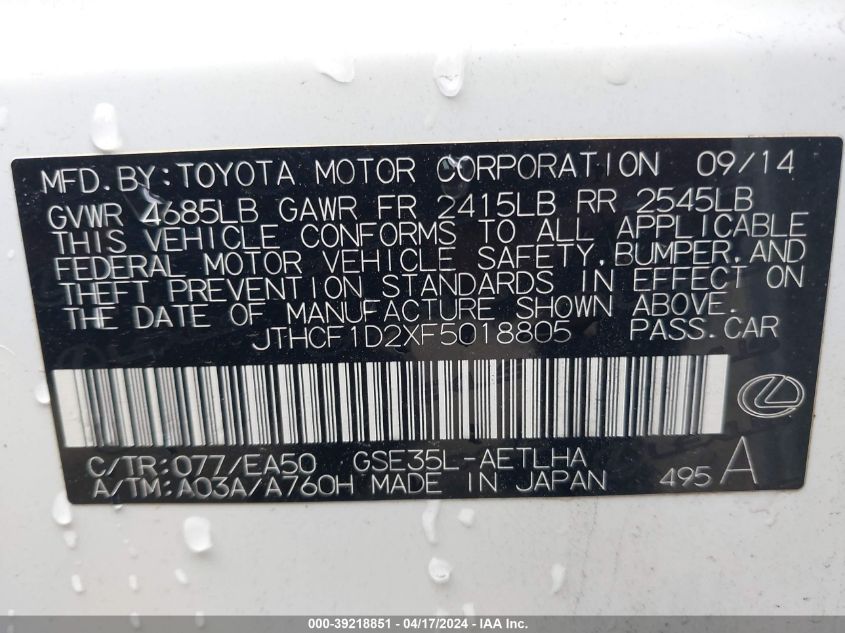 MFD. BY: TOYOTA MOTOR CORPORATION 09/14
GVWR 4685LB GAWR FR 2415LB RR 2545LB
THIS VEHICLE CONFORMS TO ALL APPLICABLE
FEDERAL MOTOR VEHICLE SAFETY, BUMPER, AND
THEFT PREVENTION STANDARDS IN EFFECT ON
THE DATE OF MANUFACTURE SHOWN ABOVE.
JTHCF1D2XF5018805 PASS. CAR
C/TR: 077/EA50 GSE35L-AETLHA
A/TM: A03A/A760H MADE IN JAPAN 495 A
000-39218851 - 04/17/2024 - IAA Inc.